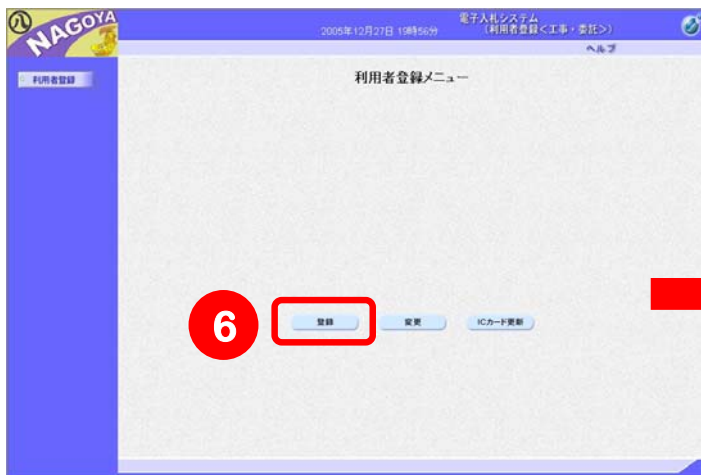 八
NAGOYA
2005年12月27日 19時56分
電子入札システム
(利用者登録<工事・委託>)
ヘルプ
利用者登録
利用者登録メニュー
6
登録
変更
ICカード更新